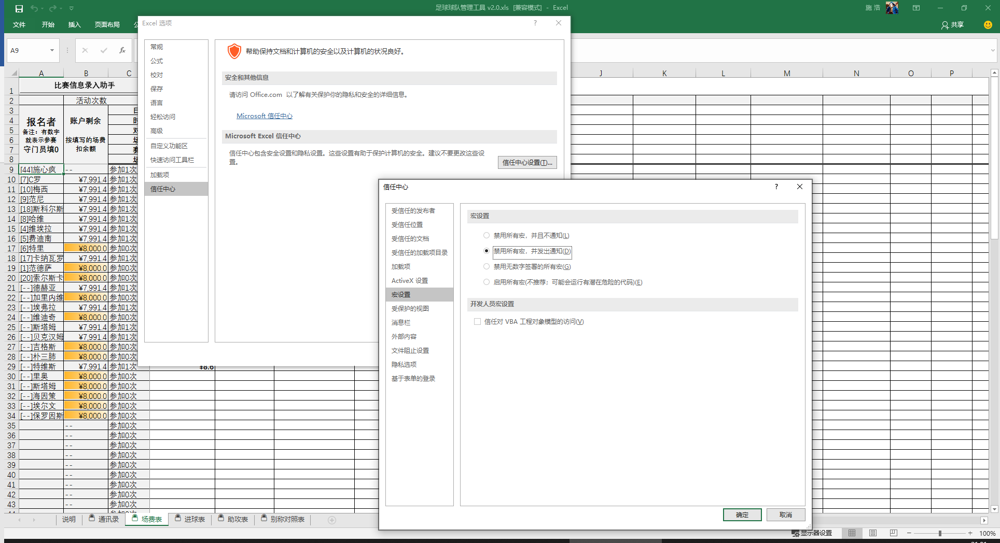 足球球队管理工具 v2.0.xls [兼容模式] - Excel
施 浩
文件 开始 插入 页面布局
共享
Excel 选项
A9
fx
常规
公式
校对
保存
语言
轻松访问
高级
自定义功能区
快速访问工具栏
加载项
信任中心
帮助保持文档和计算机的安全以及计算机的状况良好。
安全和其他信息
请访问 Office.com 以了解有关保护你的隐私和安全的详细信息。
Microsoft 信任中心
Microsoft Excel 信任中心
信任中心包含安全设置和隐私设置。这些设置有助于保护计算机的安全。建议不要更改这些设
置。
信任中心设置(T)...
信任中心
受信任的发布者
受信任位置
受信任的文档
受信任的加载项目录
加载项
ActiveX 设置
宏设置
受保护的视图
消息栏
外部内容
文件阻止设置
隐私选项
基于表单的登录
宏设置
禁用所有宏，并且不通知(L)
禁用所有宏，并发出通知(D)
禁用无数字签署的所有宏(G)
启用所有宏(不推荐；可能会运行有潜在危险的代码)(E)
开发人员宏设置
信任对 VBA 工程对象模型的访问(V)
确定 取消
A B C J K L M N O P
1 比赛信息录入助手
2 活动次数
3
4
5
6
7
8
报名者
备注：有数字
就表示参赛
守门员填0
账户剩余
按填写的场费
扣余额
9 [44]施心疯 -- 参加1次
10 [7]C罗 ¥7,991.4 参加1次
11 [10]梅西 ¥7,991.4 参加1次
12 [9]范尼 ¥7,991.4 参加1次
13 [18]斯科尔斯 ¥7,991.4 参加1次
14 [8]哈维 ¥7,991.4 参加1次
15 [4]维埃拉 ¥7,991.4 参加1次
16 [5]费迪南 ¥7,991.4 参加1次
17 [6]特里 ¥8,000.0 参加0次
18 [17]卡纳瓦罗 ¥7,991.4 参加1次
19 [1]范德萨 ¥8,000.0 参加0次
20 [20]索尔斯卡 ¥8,000.0 参加0次
21 [--]德赫亚 ¥7,991.4 参加1次
22 [--]加里内维 ¥8,000.0 参加0次
23 [--]埃弗拉 ¥7,991.4 参加1次
24 [--]维迪奇 ¥8,000.0 参加0次
25 [--]斯塔姆 ¥7,991.4 参加1次
26 [--]贝克汉姆 ¥7,991.4 参加1次
27 [--]吉格斯 ¥8,000.0 参加0次
28 [--]朴三肺 ¥8,000.0 参加0次
29 [--]特维斯 ¥7,991.4 参加1次 ¥8.6
30 [--]里奥 ¥8,000.0 参加0次
31 [--]斯塔姆 ¥8,000.0 参加0次
32 [--]海因策 ¥8,000.0 参加0次
33 [--]埃尔文 ¥8,000.0 参加0次
34 [--]保罗因斯 ¥8,000.0 参加0次
35 -- 参加0次
36 -- 参加0次
37 -- 参加0次
38 -- 参加0次
39 -- 参加0次
40 -- 参加0次
41 -- 参加0次
42 -- 参加0次
43 -- 参加0次
说明 通讯录 场费表 进球表 助攻表 别称对照表
显示器设置 100%